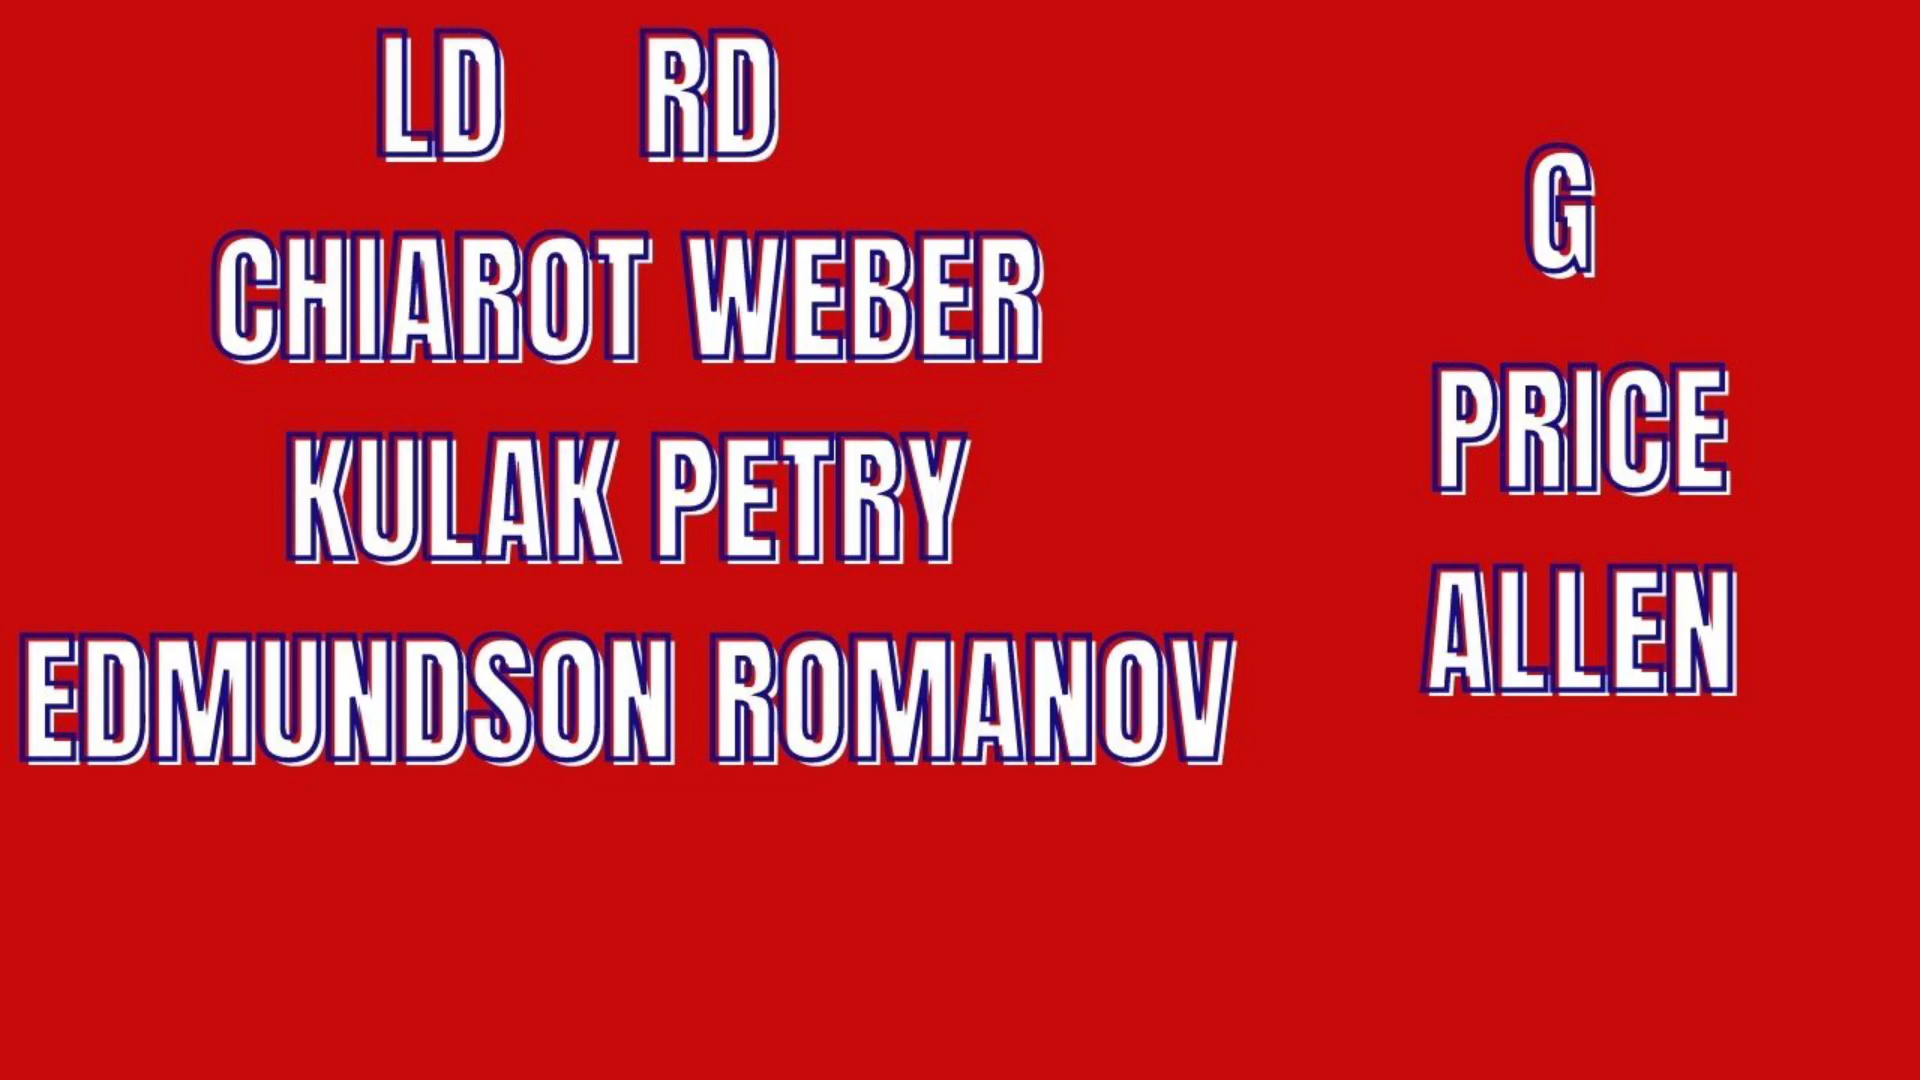 LD RD
CHIAROT WEBER
KULAK PETRY
EDMUNDSON ROMANOV
G
PRICE
ALLEN